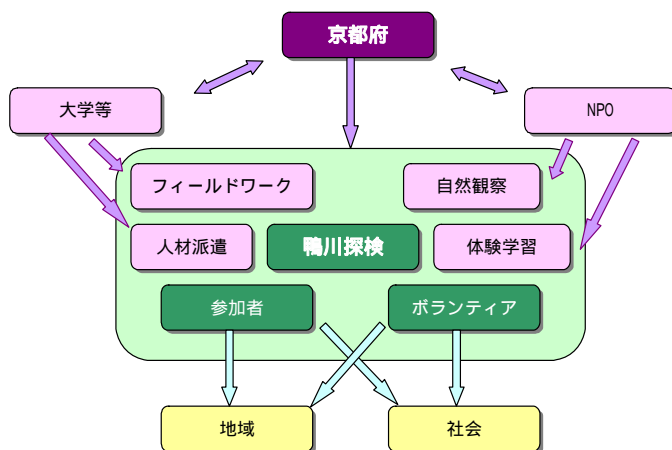 京都府
大学等
NPO
フィールドワーク
自然観察
人材派遣
鴨川探検
体験学習
参加者
ボランティア
地域
社会